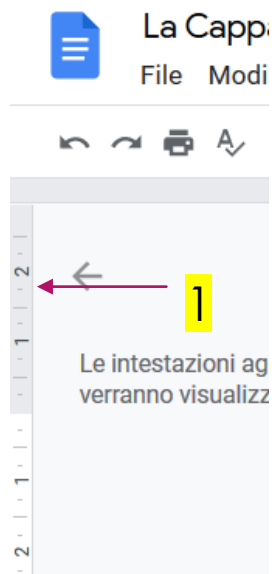 La Cappa
File Modi
1
2
1
Le intestazioni ag
verranno visualizz
1
2